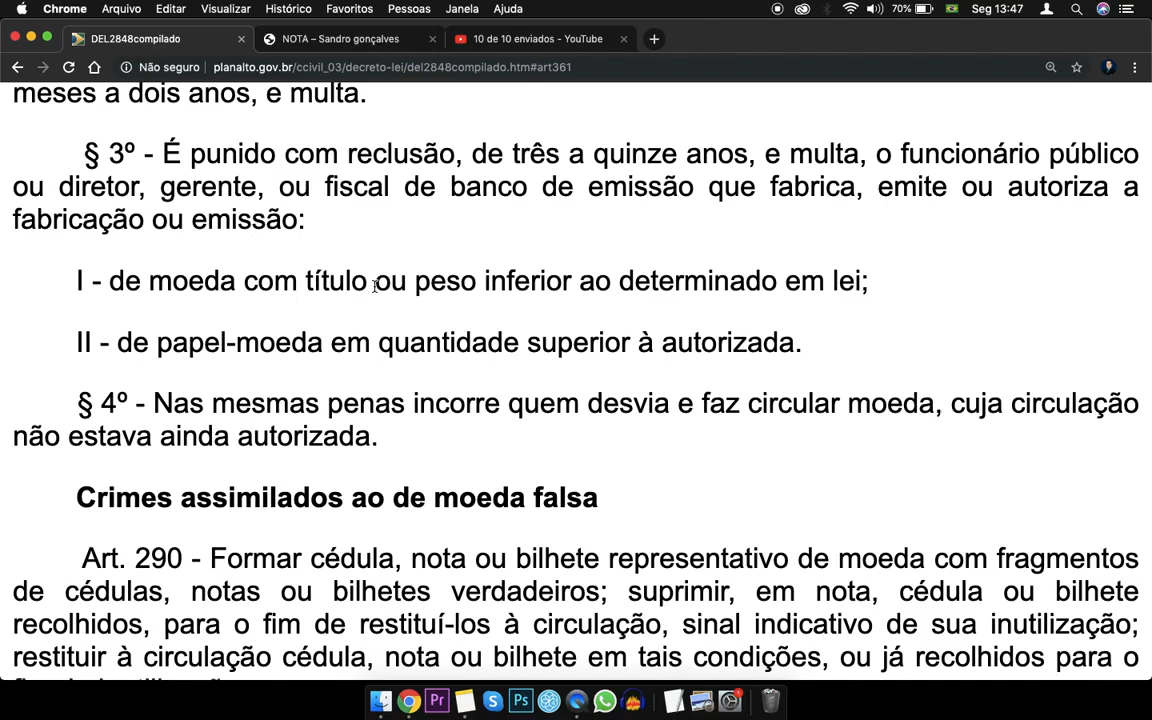 Chrome Arquivo Editar Visualizar Histórico Favoritos Pessoas Janela Ajuda 70% Seg 13:47
DEL2848compilado NOTA – Sandro gonçalves 10 de 10 enviados - YouTube
Não seguro planalto.gov.br/ccivil_03/decreto-lei/del2848compilado.htm#art361
meses a dois anos, e multa.
§ 3º - É punido com reclusão, de três a quinze anos, e multa, o funcionário público
ou diretor, gerente, ou fiscal de banco de emissão que fabrica, emite ou autoriza a
fabricação ou emissão:
I - de moeda com título ou peso inferior ao determinado em lei;
II - de papel-moeda em quantidade superior à autorizada.
§ 4º - Nas mesmas penas incorre quem desvia e faz circular moeda, cuja circulação
não estava ainda autorizada.
Crimes assimilados ao de moeda falsa
Art. 290 - Formar cédula, nota ou bilhete representativo de moeda com fragmentos
de cédulas, notas ou bilhetes verdadeiros; suprimir, em nota, cédula ou bilhete
recolhidos, para o fim de restituí-los à circulação, sinal indicativo de sua inutilização;
restituir à circulação cédula, nota ou bilhete em tais condições, ou já recolhidos para o
Pr Ps